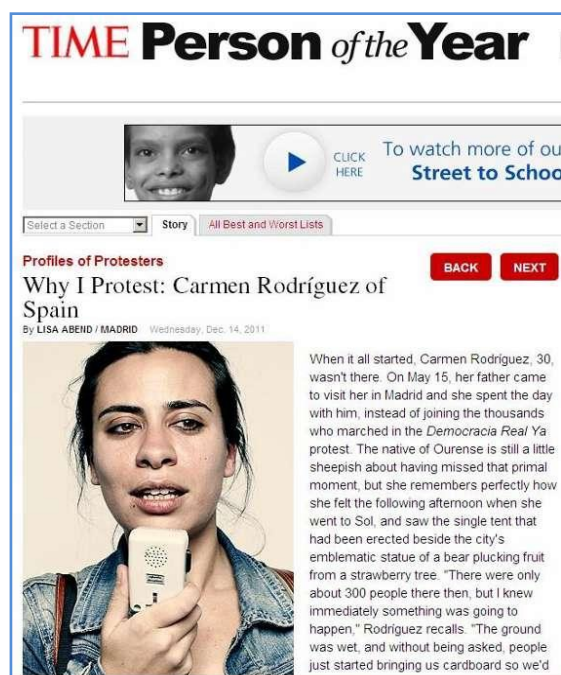 TIME Person of the Year
CLICK HERE
To watch more of ou
Street to Schoo
Select a Section
Story
All Best and Worst Lists
Profiles of Protesters
BACK
NEXT
Why I Protest: Carmen Rodríguez of
Spain
By LISA ABEND / MADRID Wednesday, Dec. 14, 2011
When it all started, Carmen Rodríguez, 30,
wasn't there. On May 15, her father came
to visit her in Madrid and she spent the day
with him, instead of joining the thousands
who marched in the Democracia Real Ya
protest. The native of Ourense is still a little
sheepish about having missed that primal
moment, but she remembers perfectly how
she felt the following afternoon when she
went to Sol, and saw the single tent that
had been erected beside the city's
emblematic statue of a bear plucking fruit
from a strawberry tree. "There were only
about 300 people there then, but I knew
immediately something was going to
happen," Rodríguez recalls. "The ground
was wet, and without being asked, people
just started bringing us cardboard so we'd